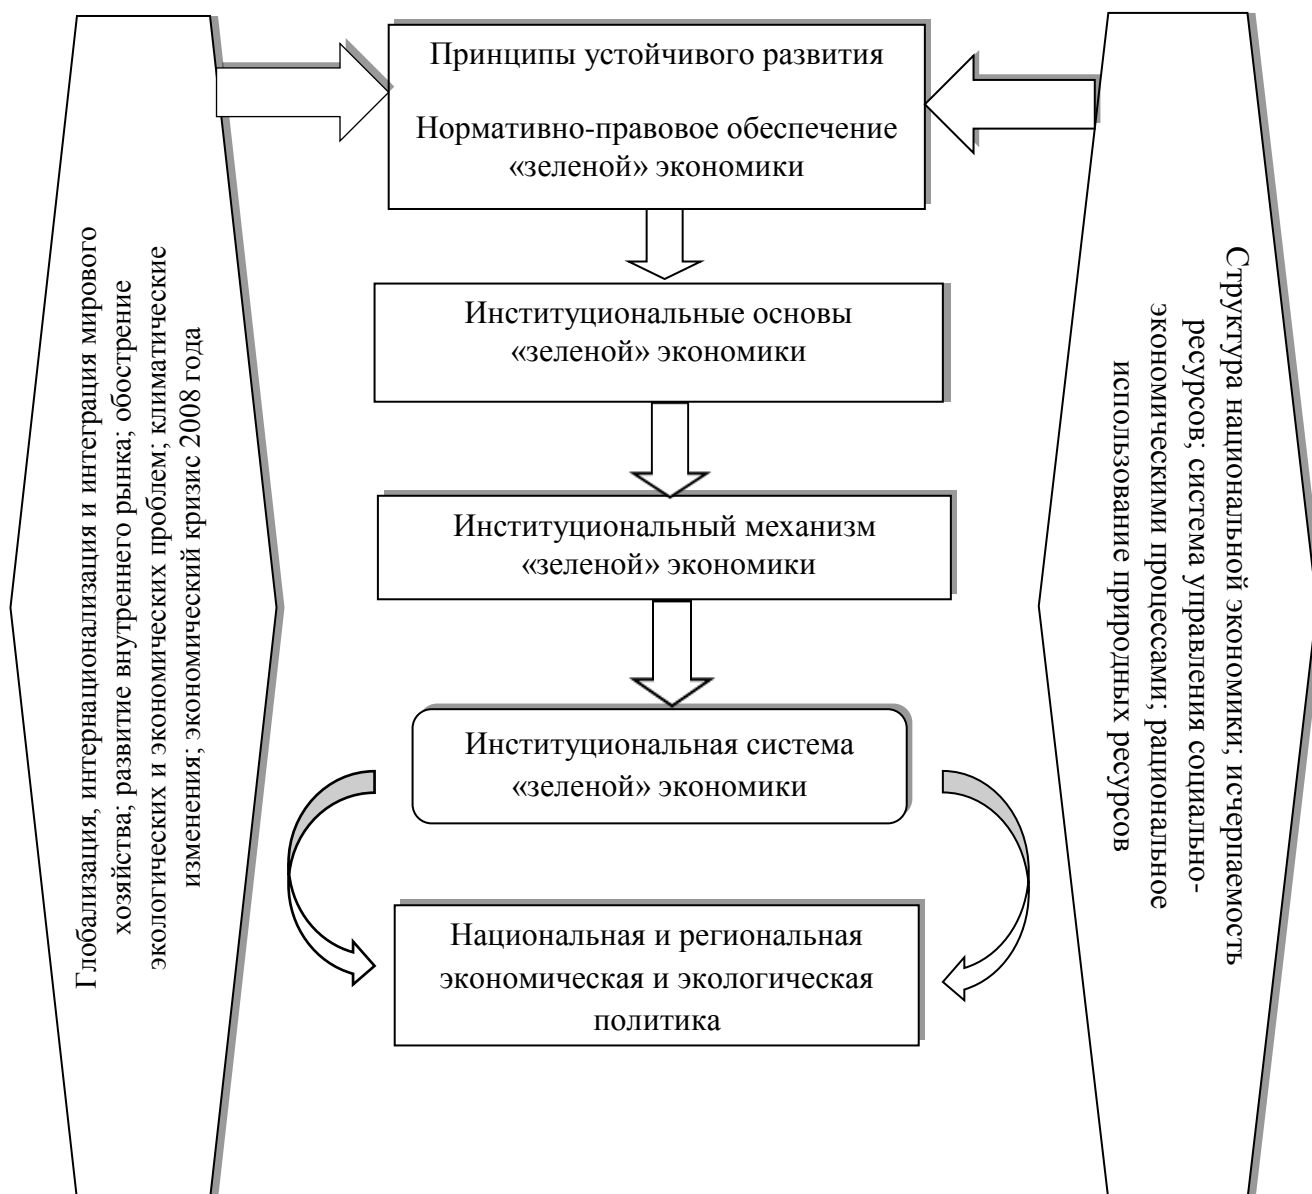 Принципы устойчивого развития
Нормативно-правовое обеспечение
«зеленой» экономики
Глобализация, интернационализация и интеграция мирового
хозяйства; развитие внутреннего рынка; обострение
экологических и экономических проблем; климатические
изменения; экономический кризис 2008 года
Институциональные основы
«зеленой» экономики
Институциональный механизм
«зеленой» экономики
Институциональная система
«зеленой» экономики
Национальная и региональная
экономическая и экологическая
политика
Структура национальной экономики; исчерпаемость
ресурсов; система управления социально-
экономическими процессами; рациональное
использование природных ресурсов